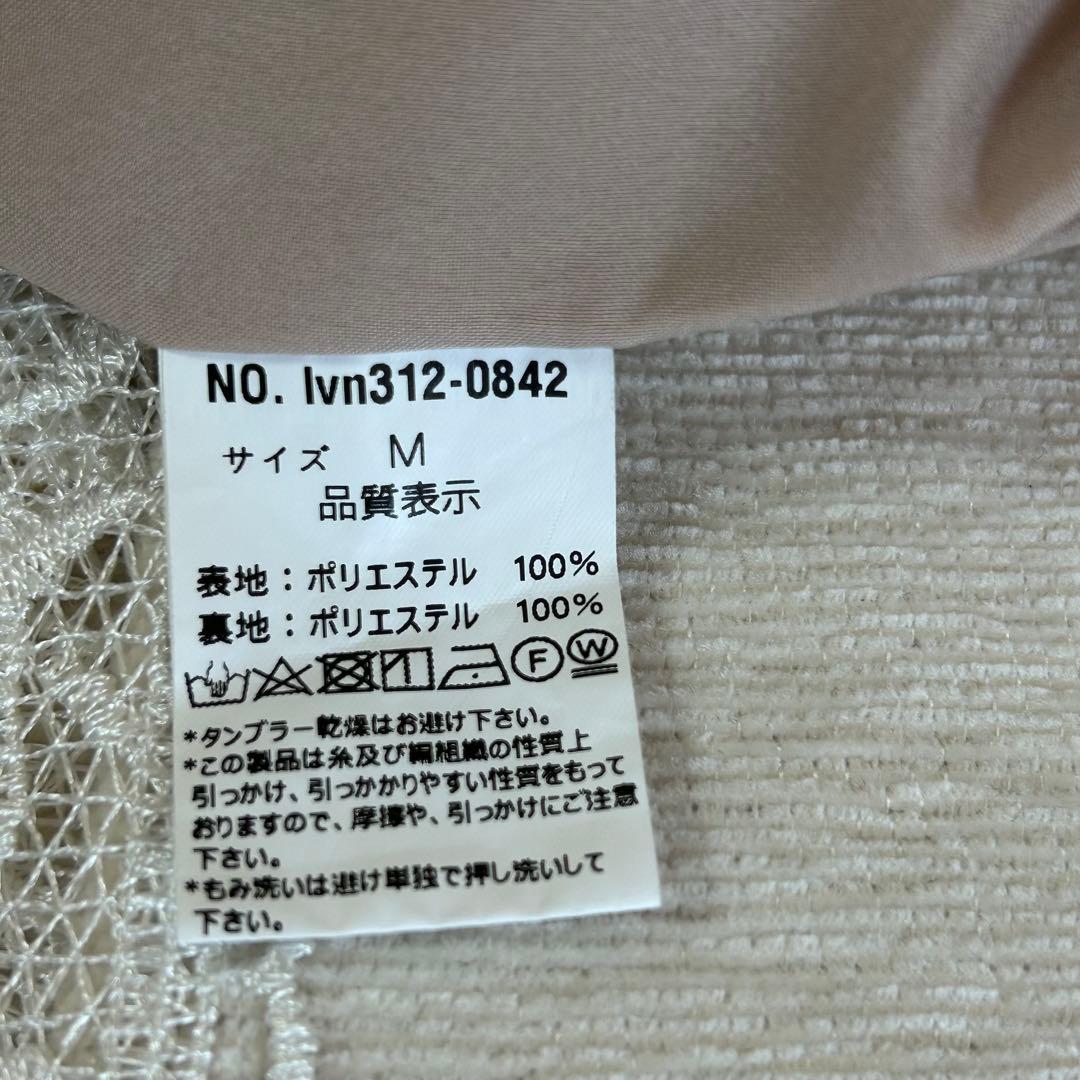 NO. lvn312-0842
サイズ M
品質表示
表地：ポリエステル 100%
裏地：ポリエステル 100%
F W
*タンブラー乾燥はお避け下さい。
*この製品は糸及び編組織の性質上
引っかけ、引っかかりやすい性質をもって
おりますので、摩擦や、引っかけにご注意
下さい。
*もみ洗いは避け単独で押し洗いして
下さい。